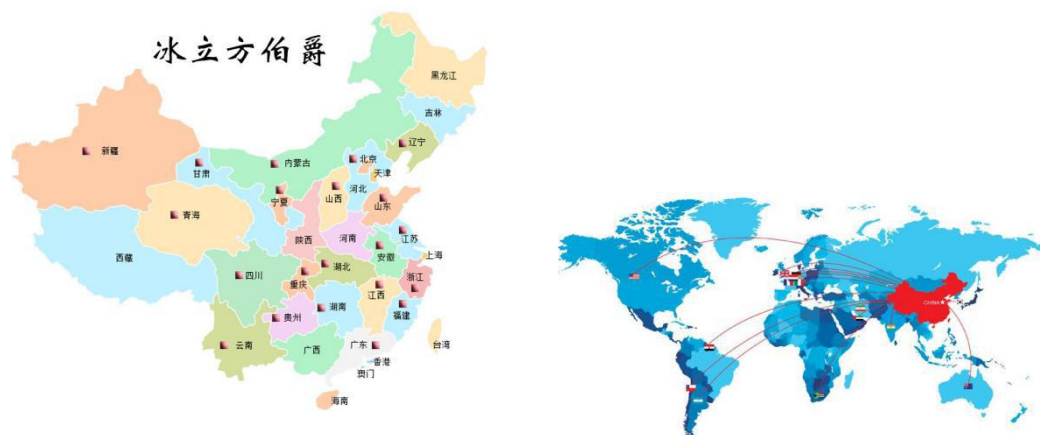 冰立方伯爵
黑龙江
吉林
辽宁
新疆
甘肃
内蒙古
北京
天津
河北
山西
宁夏
山东
青海
陕西
河南
江苏
西藏
安徽
上海
四川
湖北
重庆
浙江
江西
湖南
贵州
福建
云南
广西
广东
台湾
香港
澳门
海南
CHINA